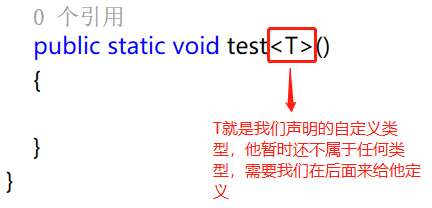 0 个引用
public static void test<T>()
{
}
}
T就是我们声明的自定义类
型，他暂时还不属于任何类
型，需要我们在后面来给他定
义